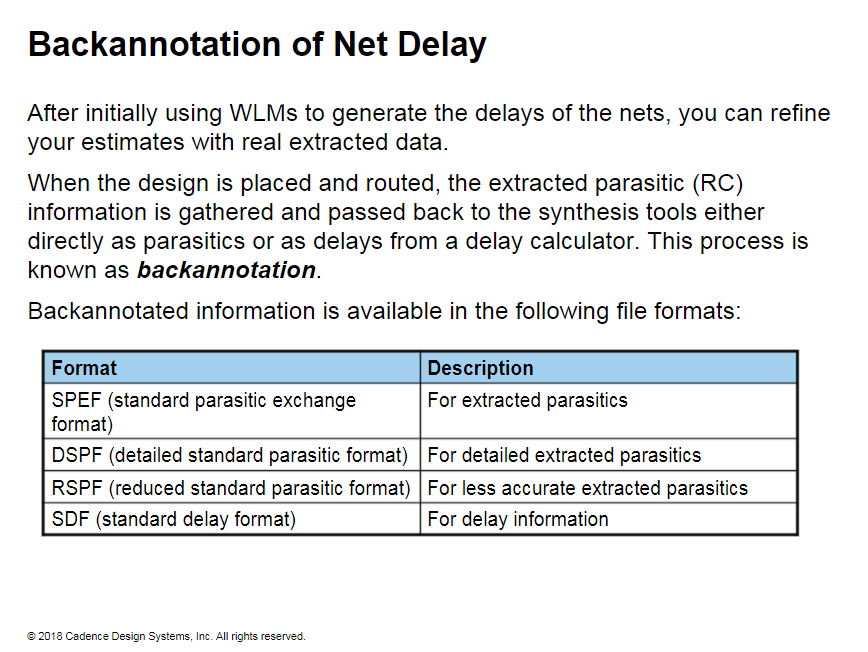 Backannotation of Net Delay
After initially using WLMs to generate the delays of the nets, you can refine
your estimates with real extracted data.
When the design is placed and routed, the extracted parasitic (RC)
information is gathered and passed back to the synthesis tools either
directly as parasitics or as delays from a delay calculator. This process is
known as backannotation.
Backannotated information is available in the following file formats:
Format Description
SPEF (standard parasitic exchange For extracted parasitics
format)
DSPF (detailed standard parasitic format) For detailed extracted parasitics
RSPF (reduced standard parasitic format) For less accurate extracted parasitics
SDF (standard delay format) For delay information
© 2018 Cadence Design Systems, Inc. All rights reserved.